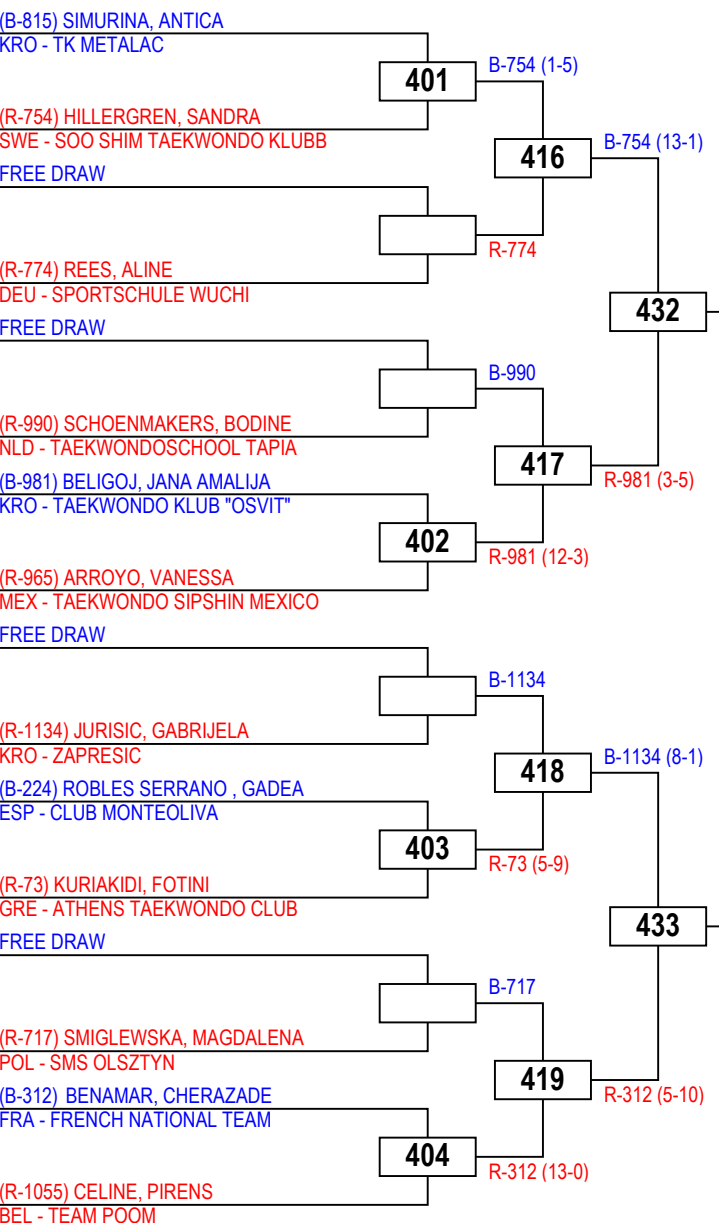 (B-815) SIMURINA, ANTICA
KRO - TK METALAC
B-754 (1-5)
401
(R-754) HILLERGREN, SANDRA
SWE - SOO SHIM TAEKWONDO KLUBB
B-754 (13-1)
416
FREE DRAW
R-774
(R-774) REES, ALINE
DEU - SPORTSCHULE WUCHI
432
FREE DRAW
B-990
(R-990) SCHOENMAKERS, BODINE
NLD - TAEKWONDOSCHOOL TAPIA
417
R-981 (3-5)
(B-981) BELIGOJ, JANA AMALIJA
KRO - TAEKWONDO KLUB "OSVIT"
402
R-981 (12-3)
(R-965) ARROYO, VANESSA
MEX - TAEKWONDO SIPSHIN MEXICO
FREE DRAW
B-1134
(R-1134) JURISIC, GABRIJELA
KRO - ZAPRESIC
B-1134 (8-1)
418
(B-224) ROBLES SERRANO , GADEA
ESP - CLUB MONTEOLIVA
403
R-73 (5-9)
(R-73) KURIAKIDI, FOTINI
GRE - ATHENS TAEKWONDO CLUB
433
FREE DRAW
B-717
(R-717) SMIGLEWSKA, MAGDALENA
POL - SMS OLSZTYN
419
R-312 (5-10)
(B-312) BENAMAR, CHERAZADE
FRA - FRENCH NATIONAL TEAM
404
R-312 (13-0)
(R-1055) CELINE, PIRENS
BEL - TEAM POOM